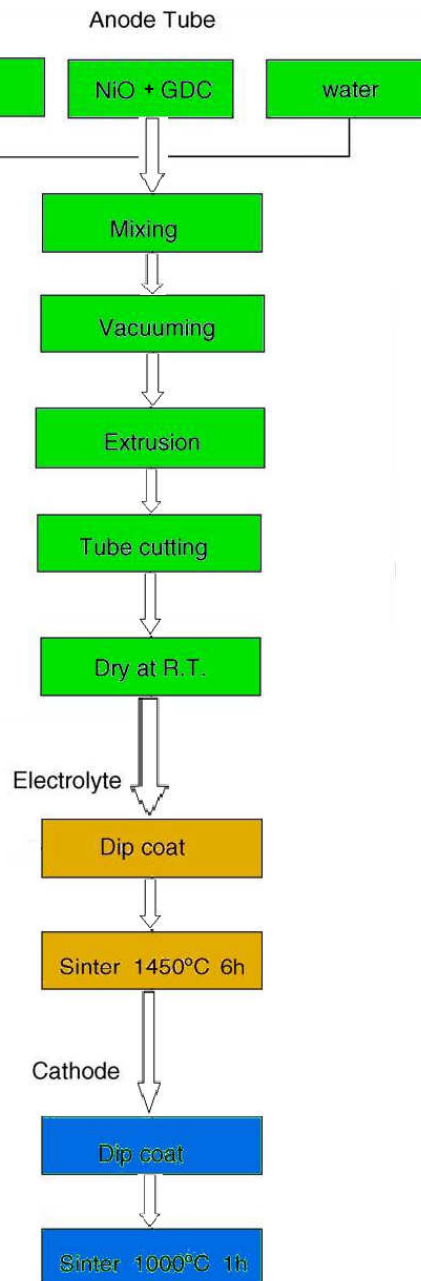 Anode Tube
NiO + GDC
water
Mixing
Vacuuming
Extrusion
Tube cutting
Dry at R.T.
Electrolyte
Dip coat
Sinter 1450°C 6h
Cathode
Dip coat
Sinter 1000°C 1h